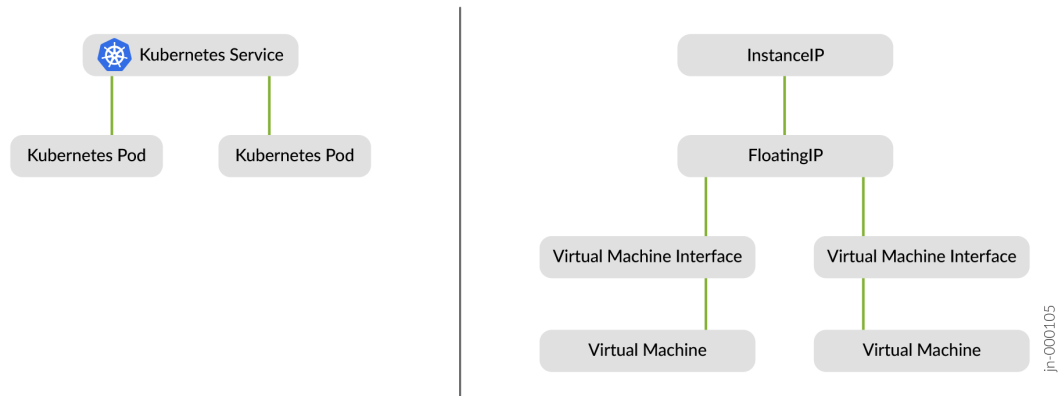 Kubernetes Service
Kubernetes Pod
Kubernetes Pod
InstanceIP
FloatingIP
Virtual Machine Interface
Virtual Machine Interface
Virtual Machine
Virtual Machine
jn-000105